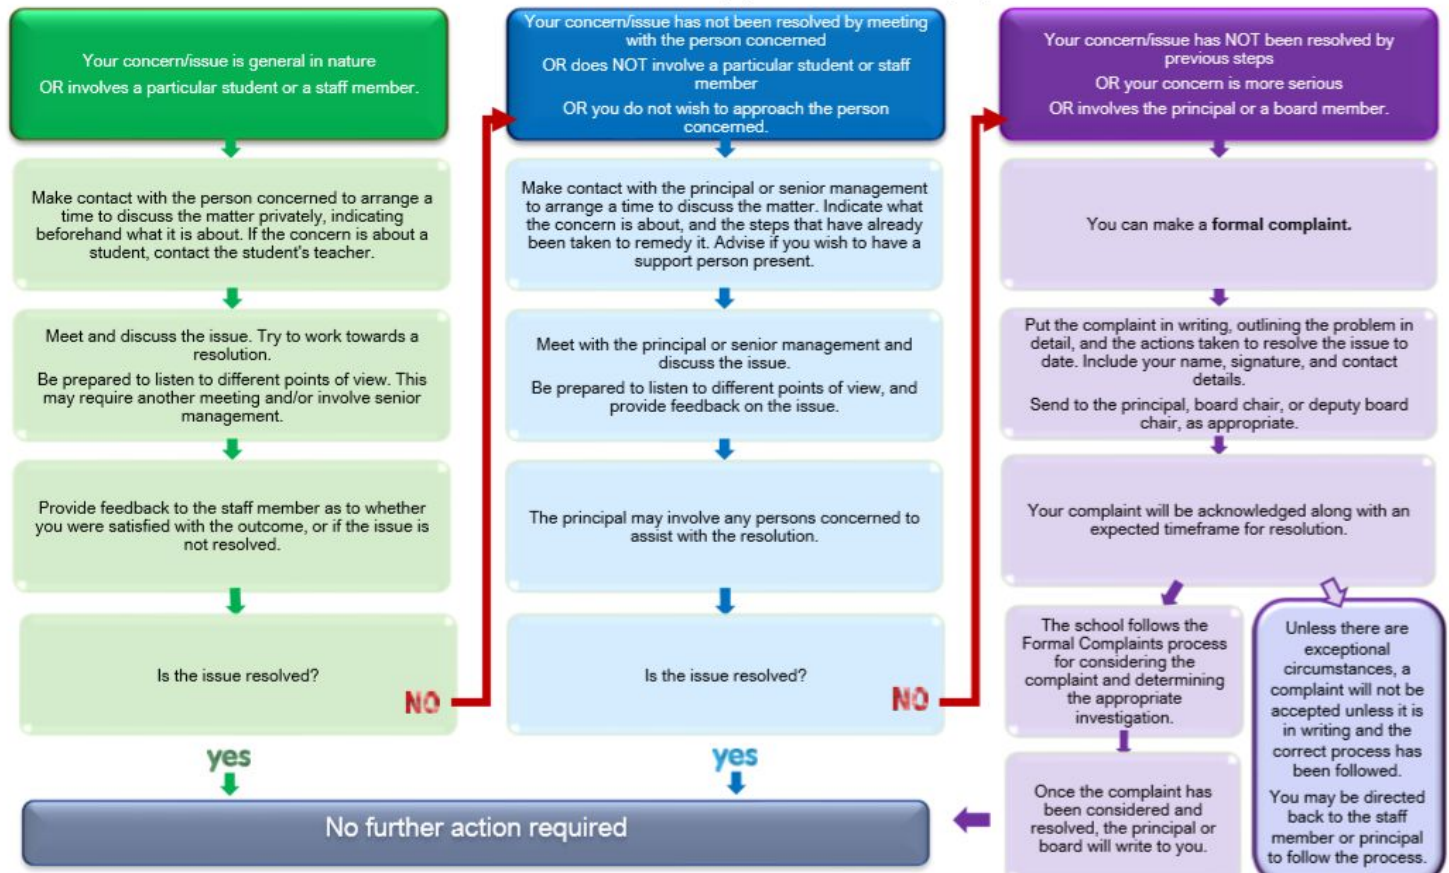 Your concern/issue is general in nature
OR involves a particular student or a staff member.
Make contact with the person concerned to arrange a
time to discuss the matter privately, indicating
beforehand what it is about. If the concern is about a
student, contact the student's teacher.
Meet and discuss the issue. Try to work towards a
resolution.
Be prepared to listen to different points of view. This
may require another meeting and/or involve senior
management.
Provide feedback to the staff member as to whether
you were satisfied with the outcome, or if the issue is
not resolved.
Is the issue resolved?
NO
yes
Your concern/issue has not been resolved by meeting
with the person concerned
OR does NOT involve a particular student or staff
member
OR you do not wish to approach the person
concerned.
Make contact with the principal or senior management
to arrange a time to discuss the matter. Indicate what
the concern is about, and the steps that have already
been taken to remedy it. Advise if you wish to have a
support person present.
Meet with the principal or senior management and
discuss the issue.
Be prepared to listen to different points of view, and
provide feedback on the issue.
The principal may involve any persons concerned to
assist with the resolution.
Is the issue resolved?
NO
yes
Your concern/issue has NOT been resolved by
previous steps
OR your concern is more serious
OR involves the principal or a board member.
You can make a formal complaint.
Put the complaint in writing, outlining the problem in
detail, and the actions taken to resolve the issue to
date. Include your name, signature, and contact
details.
Send to the principal, board chair, or deputy board
chair, as appropriate.
Your complaint will be acknowledged along with an
expected timeframe for resolution.
The school follows the
Formal Complaints process
for considering the
complaint and determining
the appropriate
investigation.
Once the complaint has
been considered and
resolved, the principal or
board will write to you.
Unless there are
exceptional
circumstances, a
complaint will not be
accepted unless it is
in writing and the
correct process has
been followed.
You may be directed
back to the staff
member or principal
to follow the process.
No further action required